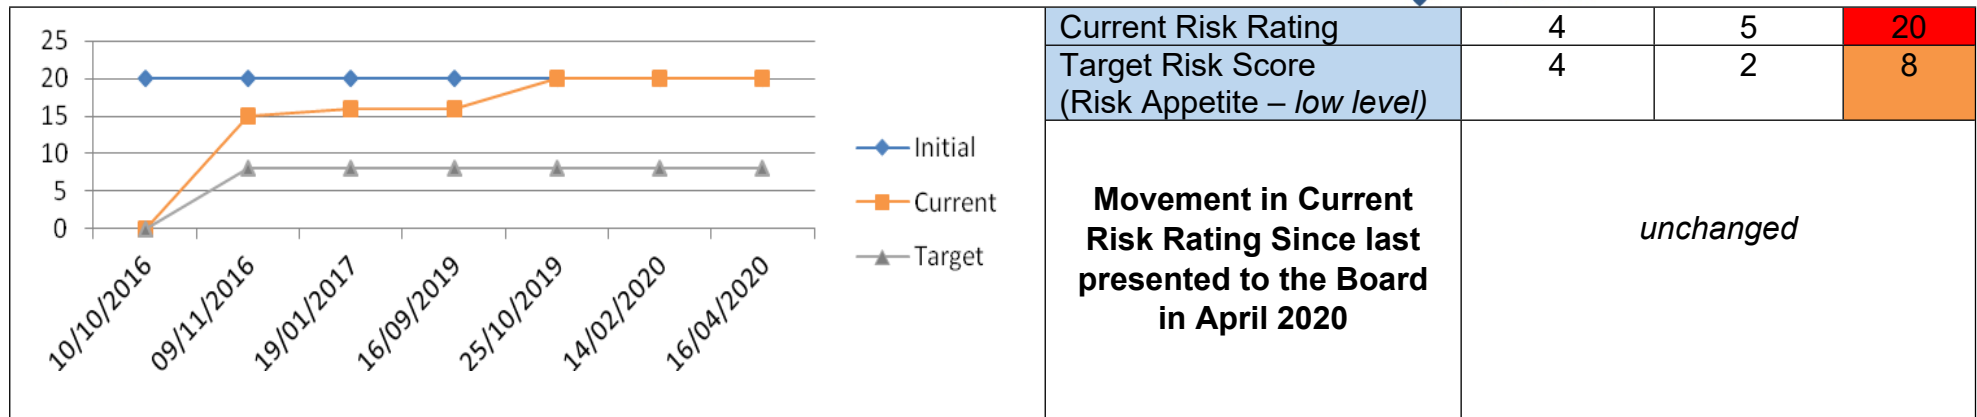 25
20
15
10
5
0
10/10/2016
09/11/2016
19/01/2017
16/09/2019
25/10/2019
14/02/2020
16/04/2020
Initial
Current
Target
Current Risk Rating 4 5 20
Target Risk Score 4 2 8
(Risk Appetite – low level)
Movement in Current
Risk Rating Since last
presented to the Board
in April 2020
unchanged